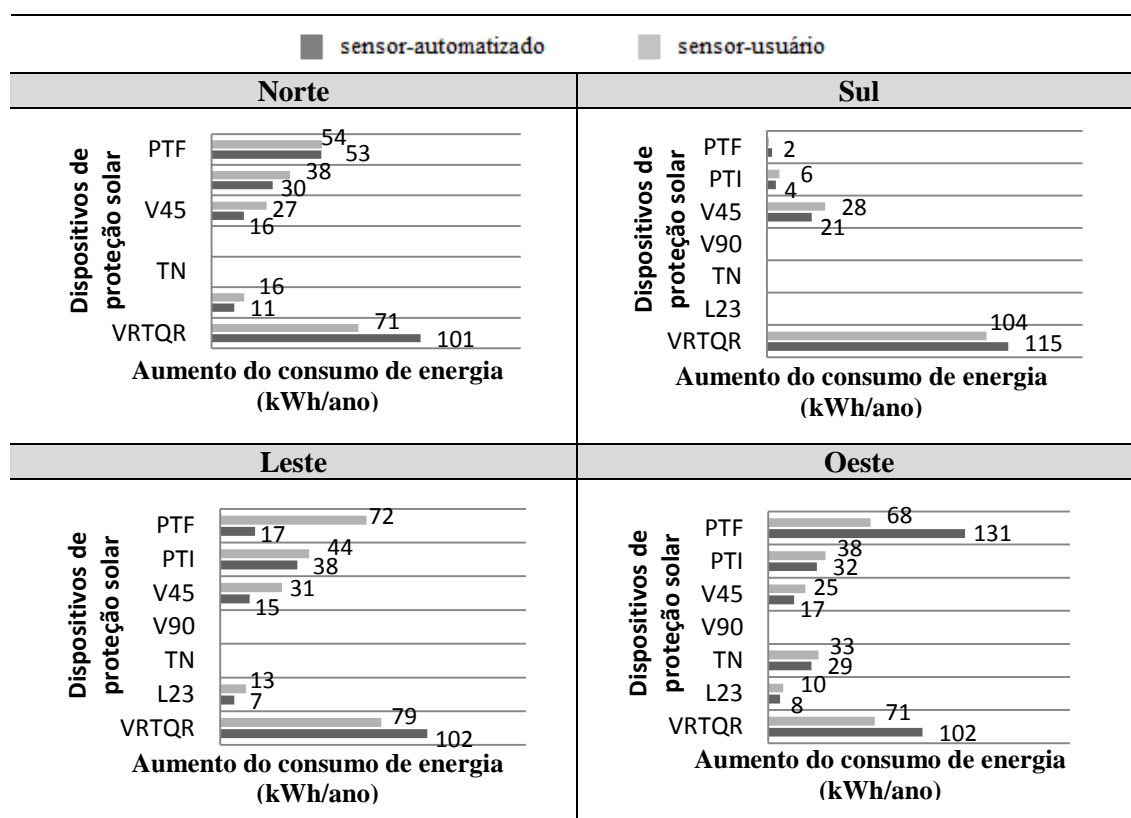 sensor-automatizado sensor-usuário
Norte
Dispositivos de
proteção solar
PTF
V45
TN
VRTQR
54
53
38
30
27
16
16
11
71
101
Aumento do consumo de energia
(kWh/ano)
Sul
Dispositivos de
proteção solar
PTF
PTI
V45
V90
TN
L23
VRTQR
2
6
4
28
21
104
115
Aumento do consumo de energia
(kWh/ano)
Leste
Dispositivos de
proteção solar
PTF
PTI
V45
V90
TN
L23
VRTQR
72
17
44
38
31
15
13
7
79
102
Aumento do consumo de energia
(kWh/ano)
Oeste
Dispositivos de
proteção solar
PTF
PTI
V45
V90
TN
L23
VRTQR
68
131
38
32
25
17
33
29
10
8
71
102
Aumento do consumo de energia
(kWh/ano)